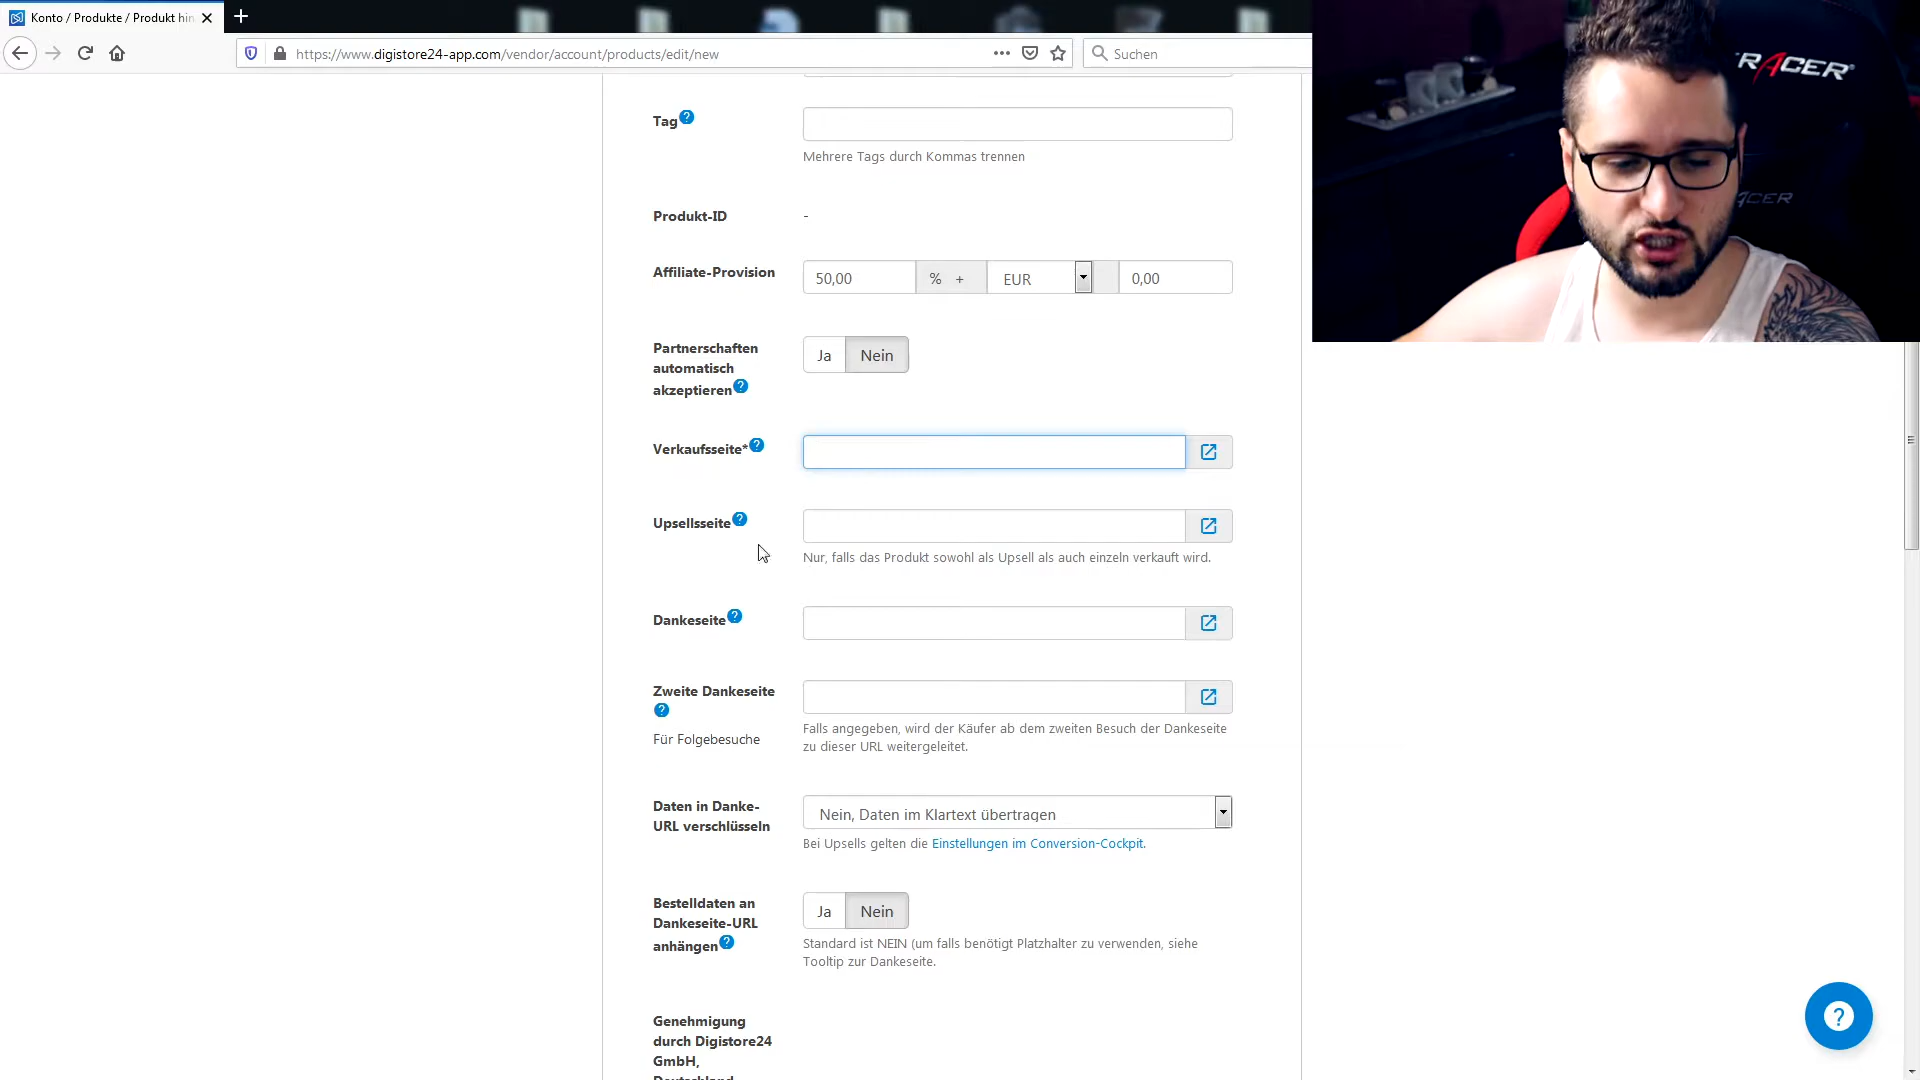 Konto / Produkte / Produkt hin
https://www.digistore24-app.com/vendor/account/products/edit/new
Suchen
RACER
Tag
Mehrere Tags durch Kommas trennen
Produkt-ID
-
Affiliate-Provision
50,00
% +
EUR
0,00
Partnerschaften
automatisch
akzeptieren
Ja
Nein
Verkaufsseite*
Upsellsseite
Nur, falls das Produkt sowohl als Upsell als auch einzeln verkauft wird.
Dankeseite
Zweite Dankeseite
Für Folgebesuche
Falls angegeben, wird der Käufer ab dem zweiten Besuch der Dankeseite
zu dieser URL weitergeleitet.
Daten in Danke-
URL verschlüsseln
Nein, Daten im Klartext übertragen
Bei Upsells gelten die Einstellungen im Conversion-Cockpit.
Bestelldaten an
Dankeseite-URL
anhängen
Ja
Nein
Standard ist NEIN (um falls benötigt Platzhalter zu verwenden, siehe
Tooltip zur Dankeseite.
Genehmigung
durch Digistore24
GmbH,
Deutschland